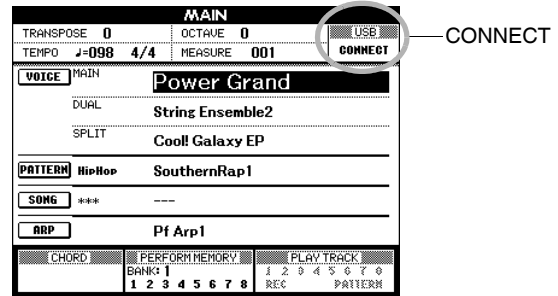 MAIN
TRANSPOSE 0 OCTAVE 0 USB
TEMPO ♩=098 4/4 MEASURE 001 CONNECT
CONNECT
VOICE MAIN Power Grand
DUAL String Ensemble2
SPLIT Cool! Galaxy EP
PATTERN HipHop SouthernRap1
SONG *** ---
ARP Pf Arp1
CHORD PERFORM MEMORY PLAY TRACK
BANK: 1 1 2 3 4 5 6 7 8
1 2 3 4 5 6 7 8 REC PATTERN